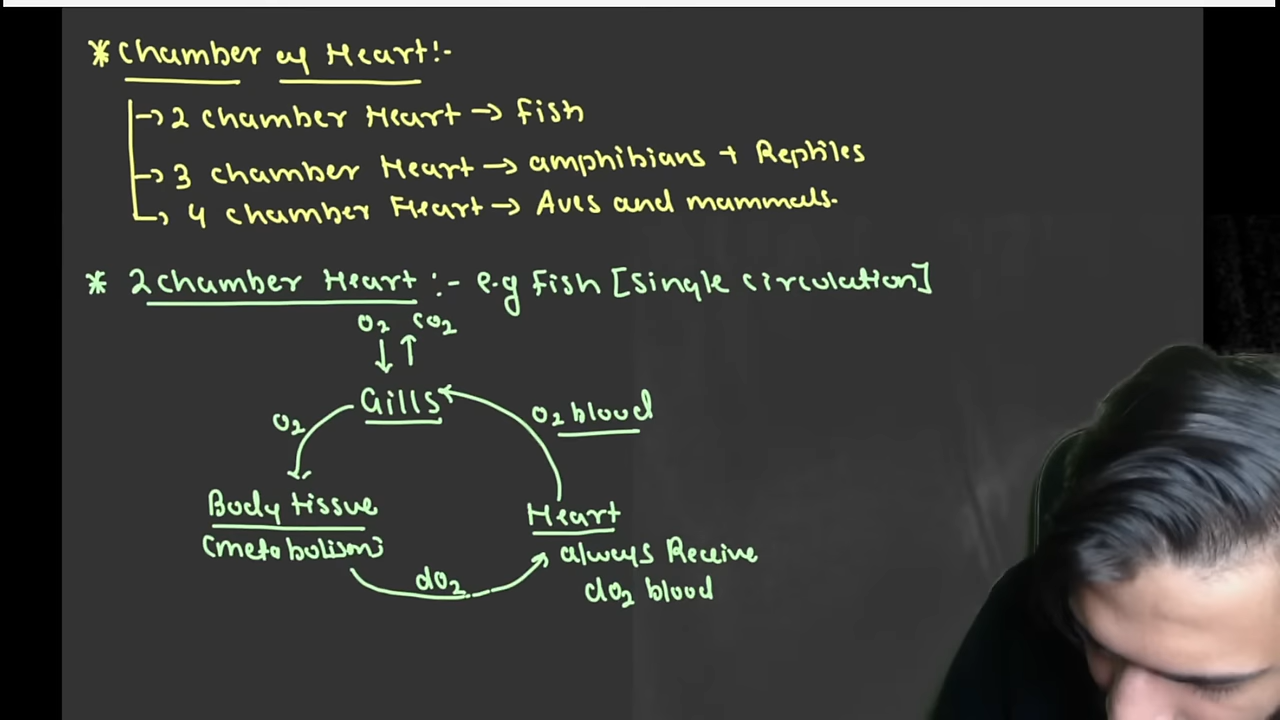 * Chamber of Heart:-
→ 2 chamber Heart → fish
→ 3 chamber Heart → amphibians + Reptiles
→ 4 chamber Heart → Aves and mammals.
* 2 chamber Heart :- e.g fish [single circulation]
O2 CO2
Gills
O2
O2 blood
Body tissue
Heart
(metabolism)
always Receive
dO2
dO2 blood